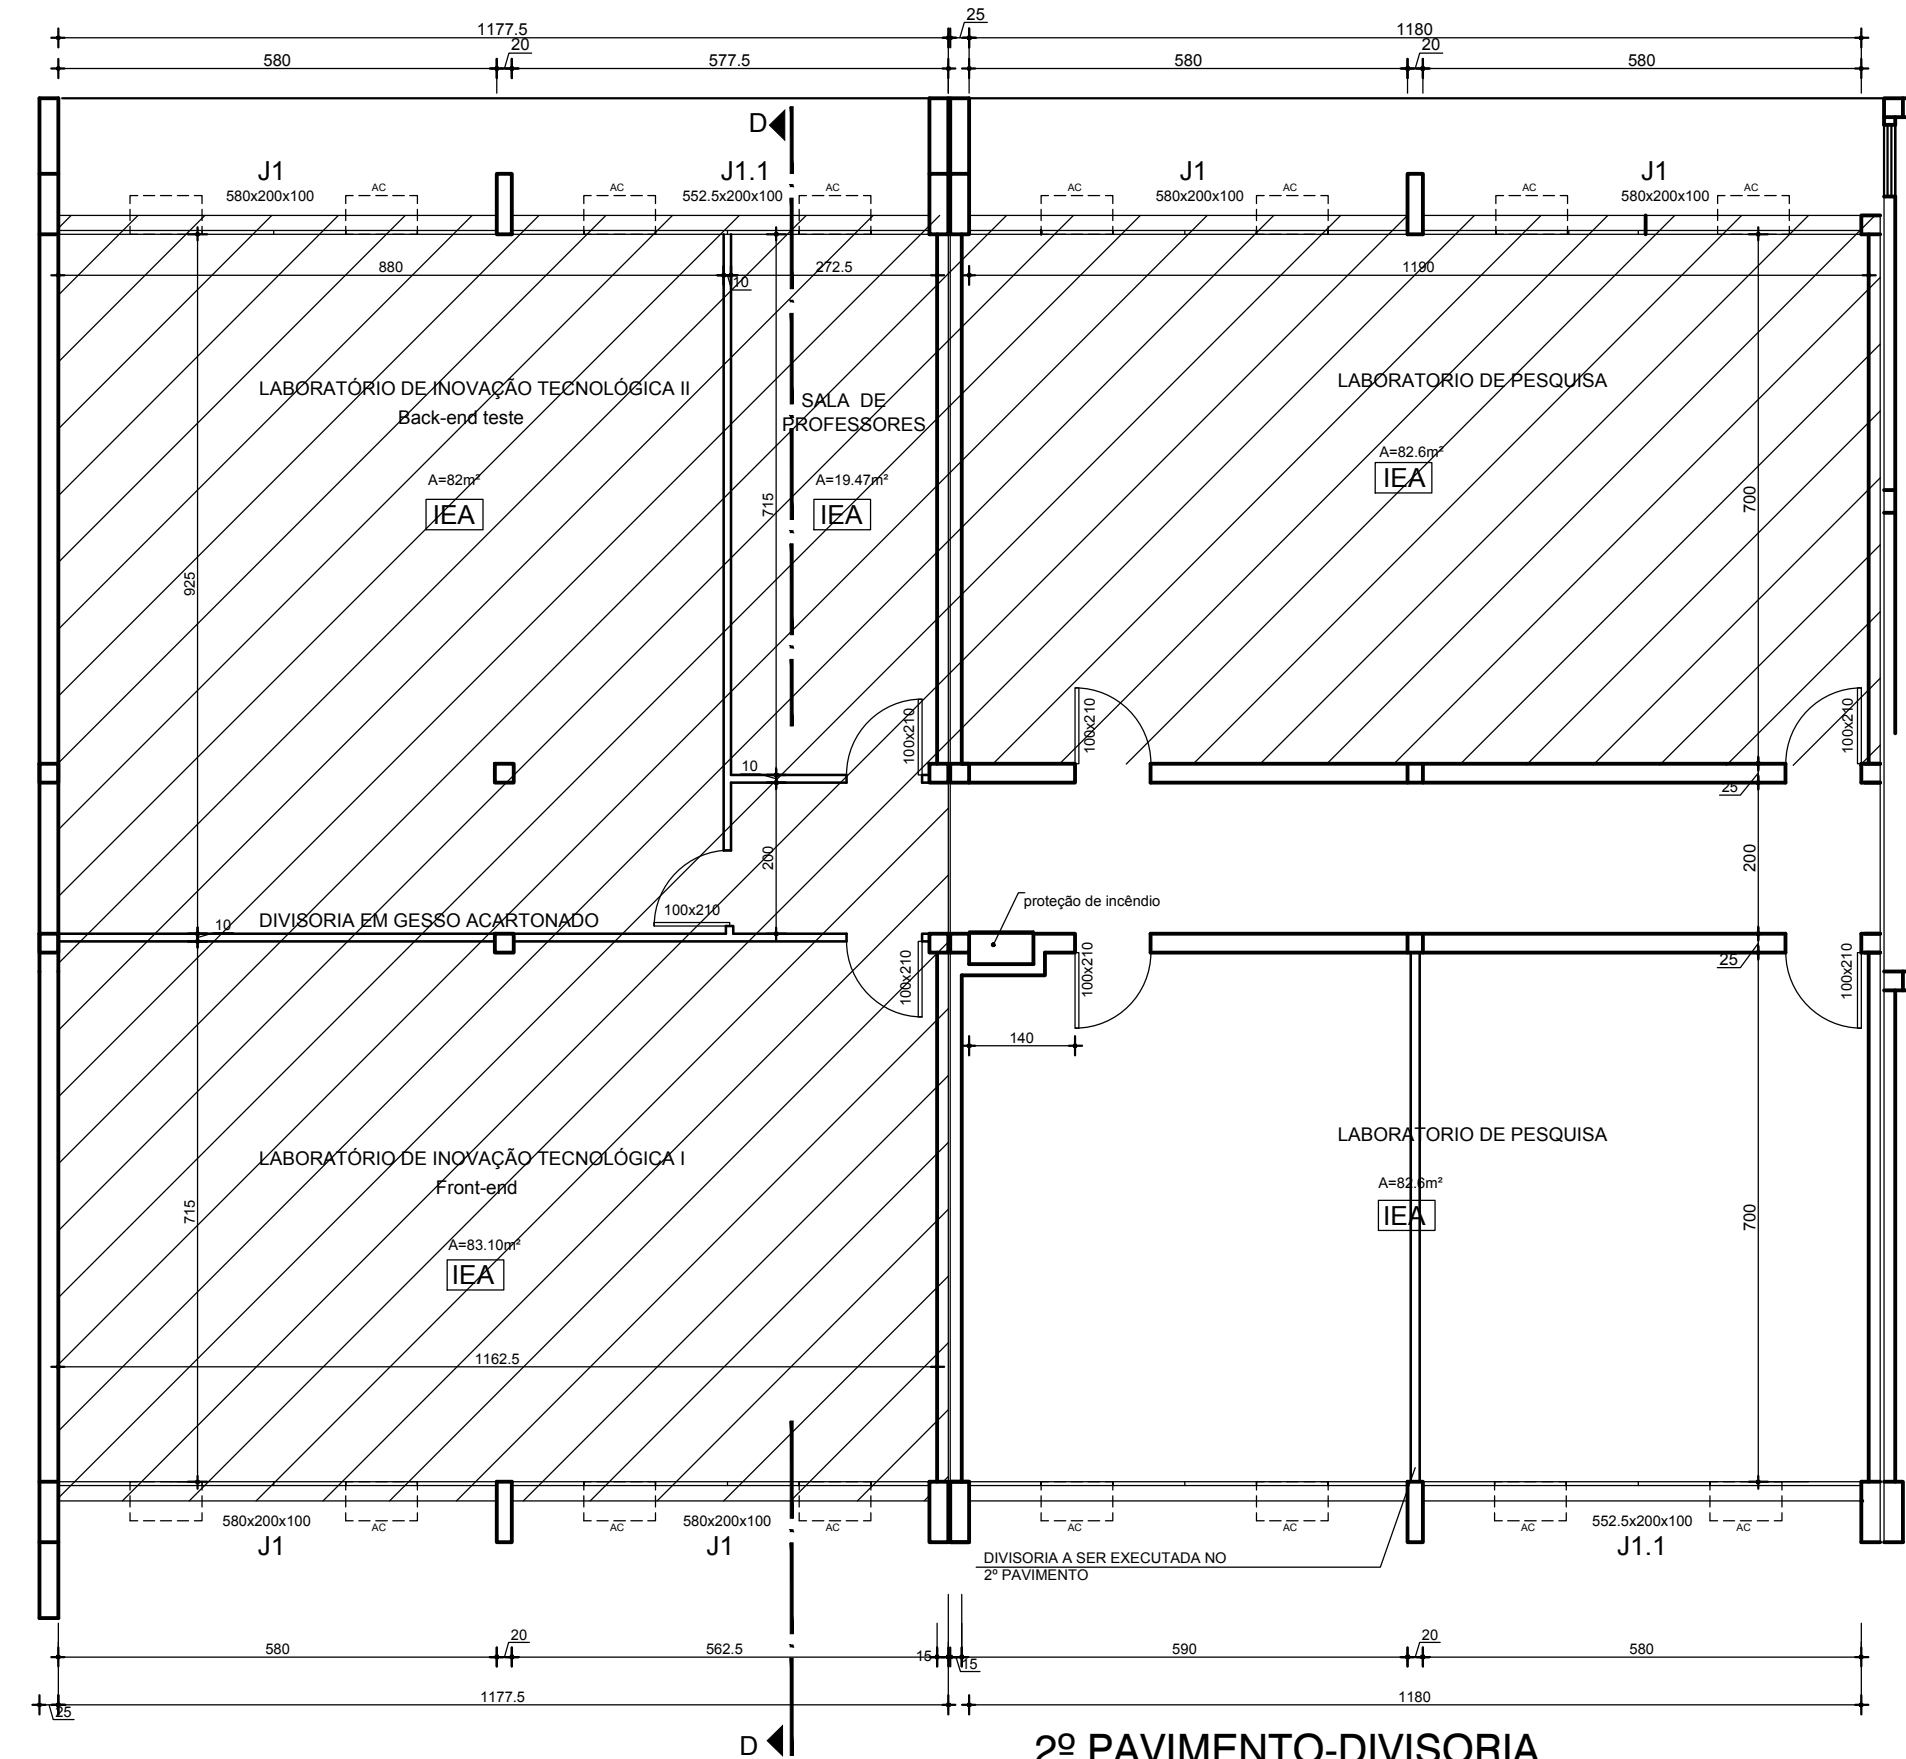 25
1177.5
1180
20
20
580
577.5
580
580
D
J1
J1.1
J1
J1
AC
AC
AC
AC
AC
AC
AC
580x200x100
552.5x200x100
580x200x100
580x200x100
880
272.5
1190
10
LABORATÓRIO DE INOVAÇÃO TECNOLÓGICA II
Back-end teste
A=82m²
IEA
SALA DE
PROFESSORES
A=19.47m²
IEA
LABORATORIO DE PESQUISA
A=82.6m²
IEA
715
700
925
100x210
100x210
100x210
10
25
200
200
proteção de incêndio
100x210
10
DIVISORIA EM GESSO ACARTONADO
25
100x210
100x210
100x210
140
LABORATÓRIO DE INOVAÇÃO TECNOLÓGICA I
Front-end
A=83.10m²
IEA
LABORATORIO DE PESQUISA
A=82.6m²
IEA
715
700
1162.5
580x200x100
580x200x100
552.5x200x100
AC
AC
AC
AC
AC
AC
AC
J1
J1
J1.1
DIVISORIA A SER EXECUTADA NO
2º PAVIMENTO
580
20
562.5
15
15
590
20
580
25
1177.5
1180
D
2º PAVIMENTO-DIVISORIA